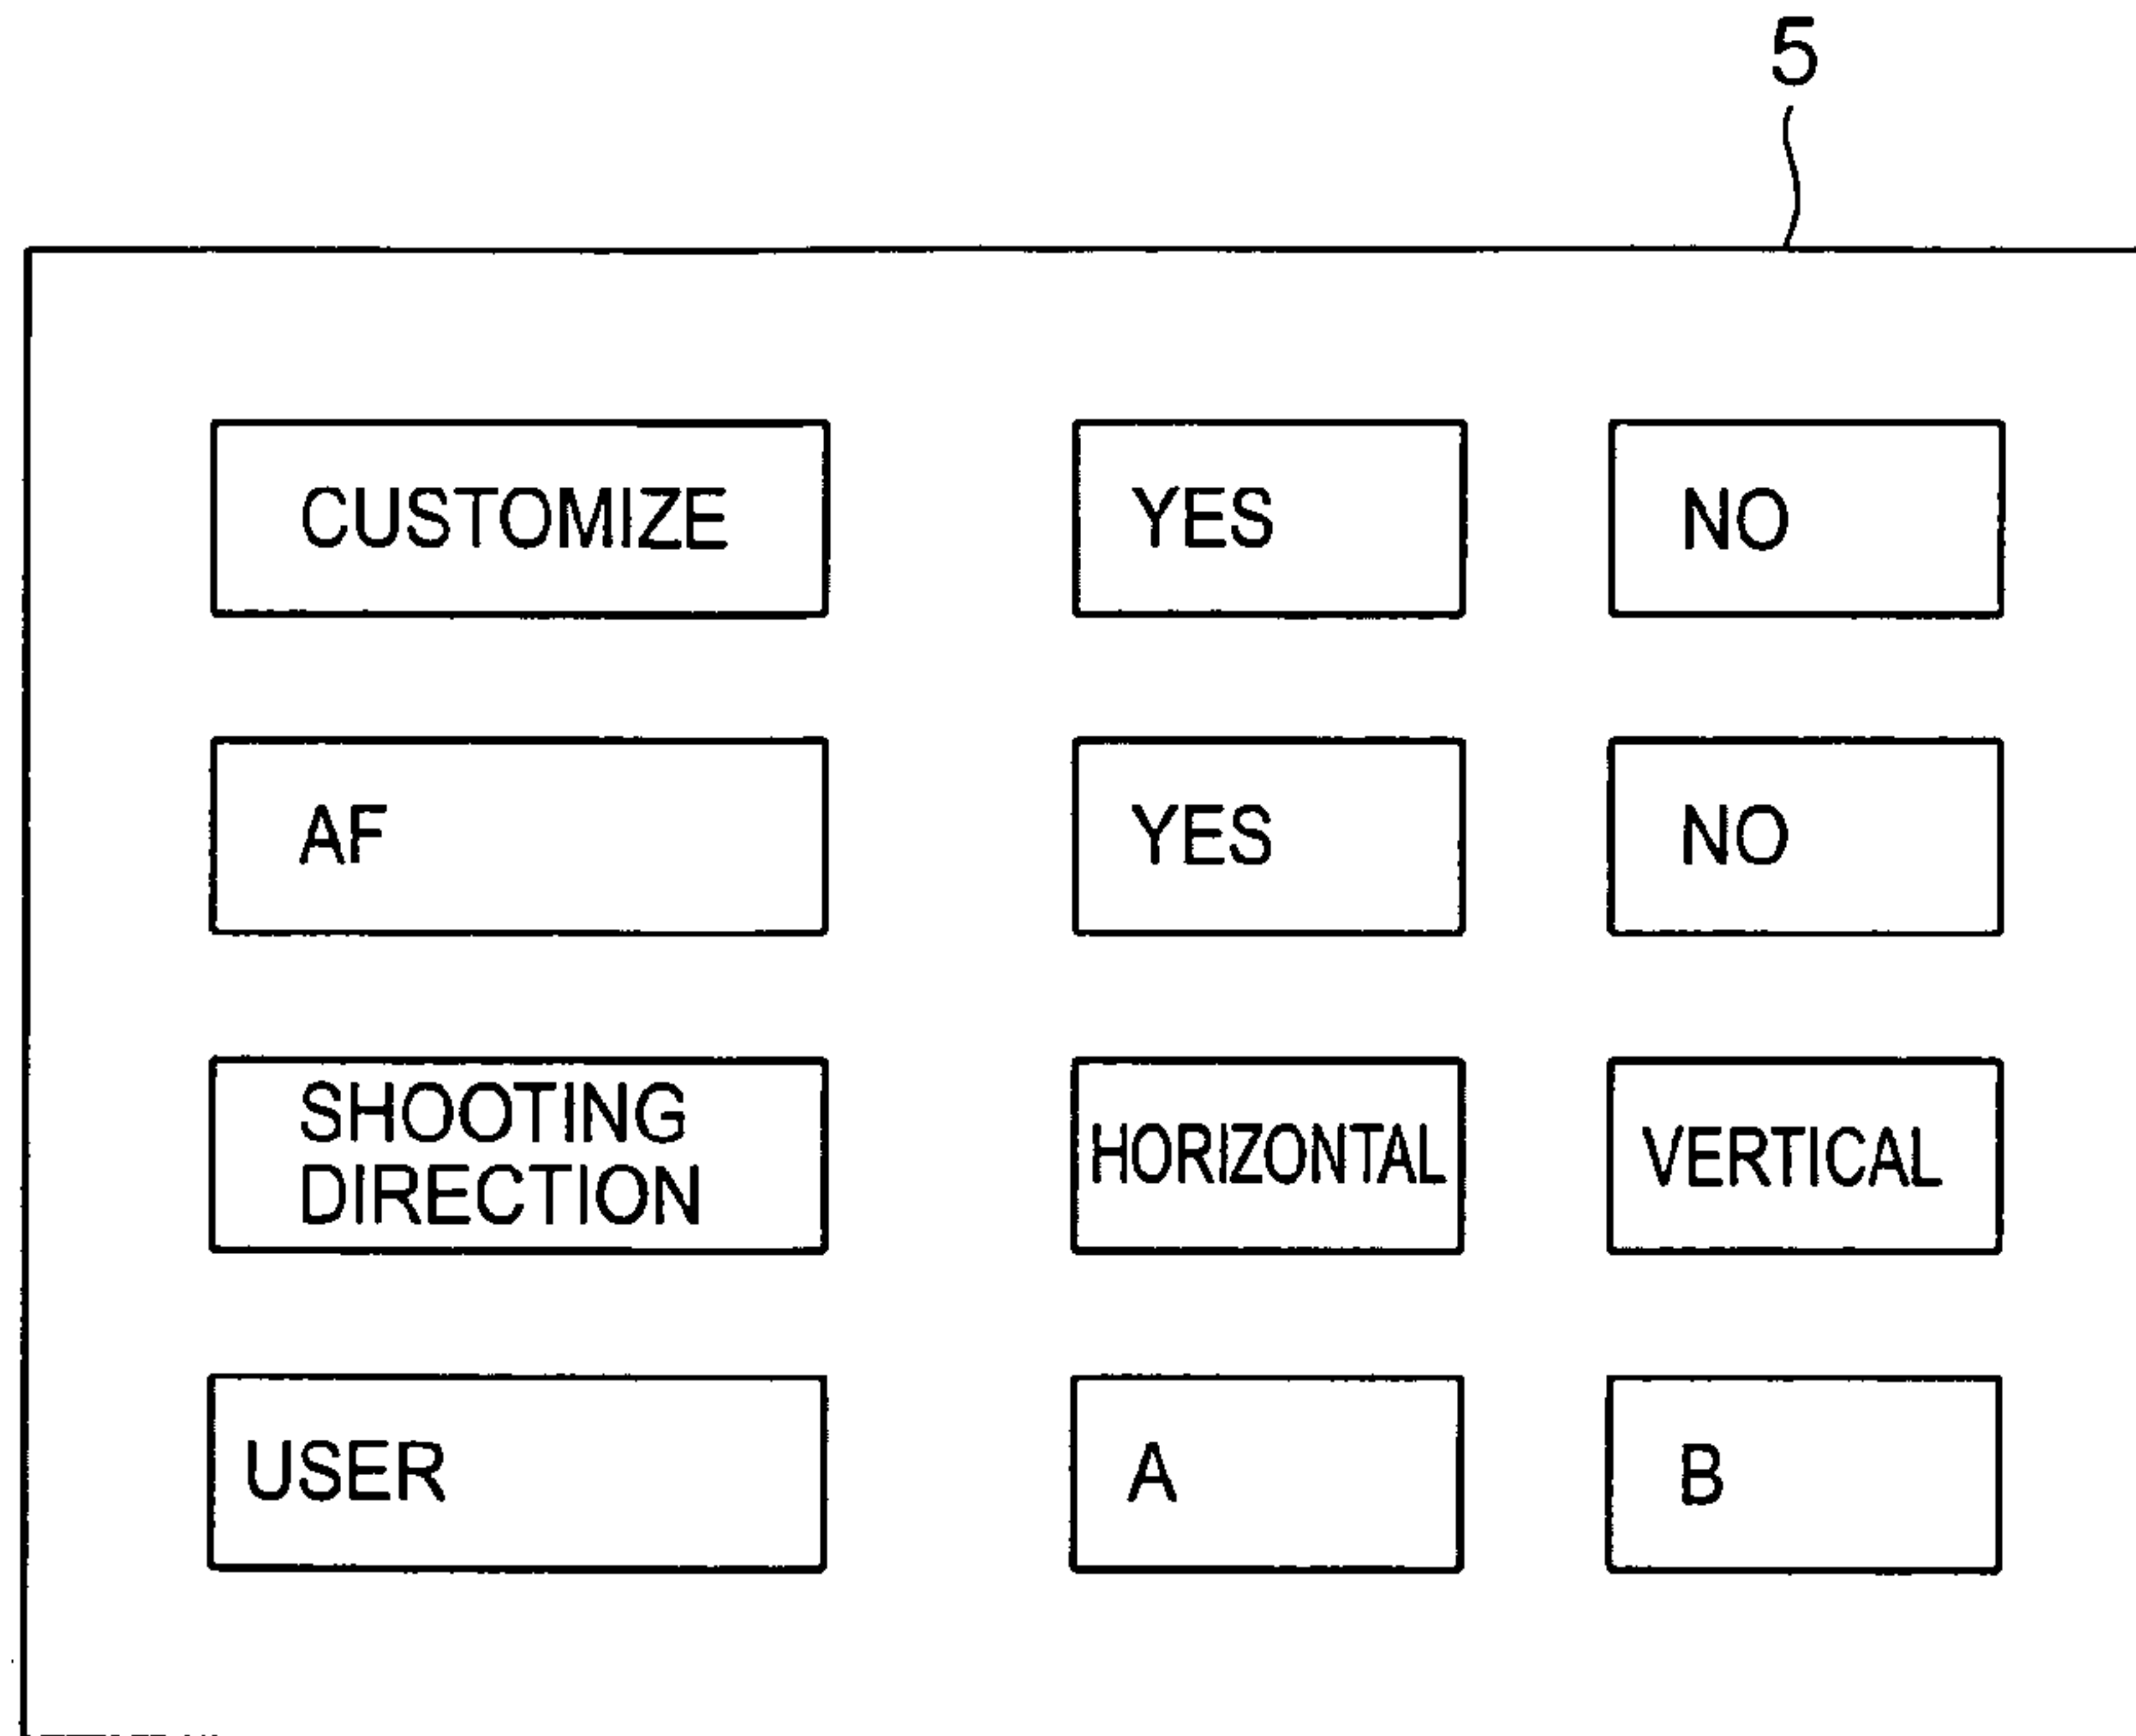 5
CUSTOMIZE YES NO
AF YES NO
SHOOTING
DIRECTION HORIZONTAL VERTICAL
USER A B